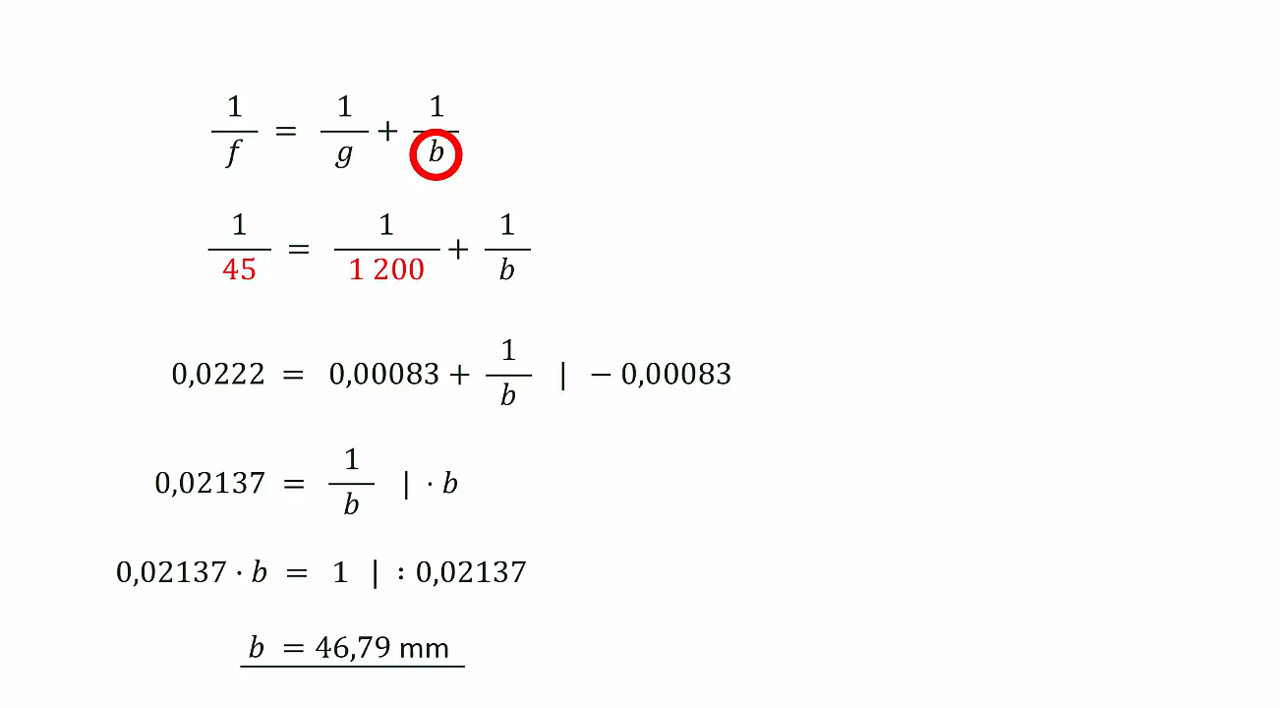 1/f = 1/g + 1/b
1/45 = 1/1 200 + 1/b
0,0222 = 0,00083 + 1/b | − 0,00083
0,02137 = 1/b | · b
0,02137 · b = 1 | : 0,02137
b = 46,79 mm